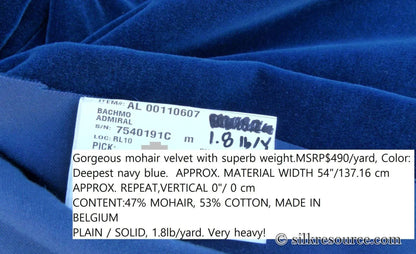 ITEM#: AL 00110607
BACHMO
ADMIRAL
S/N: 7540191C m
LOC: RL10
PICK:
1.8 lb/Y
Gorgeous mohair velvet with superb weight.MSRP$490/yard, Color:
Deepest navy blue.  APPROX. MATERIAL WIDTH 54"/137.16 cm
APPROX. REPEAT,VERTICAL 0"/ 0 cm
CONTENT:47% MOHAIR, 53% COTTON, MADE IN
BELGIUM
PLAIN / SOLID, 1.8lb/yard. Very heavy!
© silkresource.com